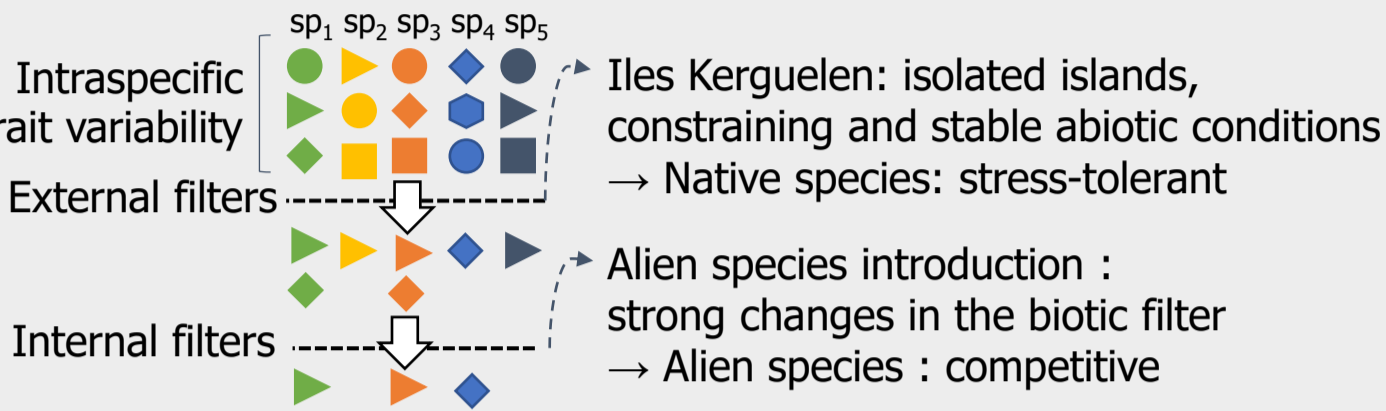 sp1 sp2 sp3 sp4 sp5
Intraspecific
rait variability
External filters
Internal filters
Iles Kerguelen: isolated islands,
constraining and stable abiotic conditions
→ Native species: stress-tolerant
Alien species introduction :
strong changes in the biotic filter
→ Alien species : competitive